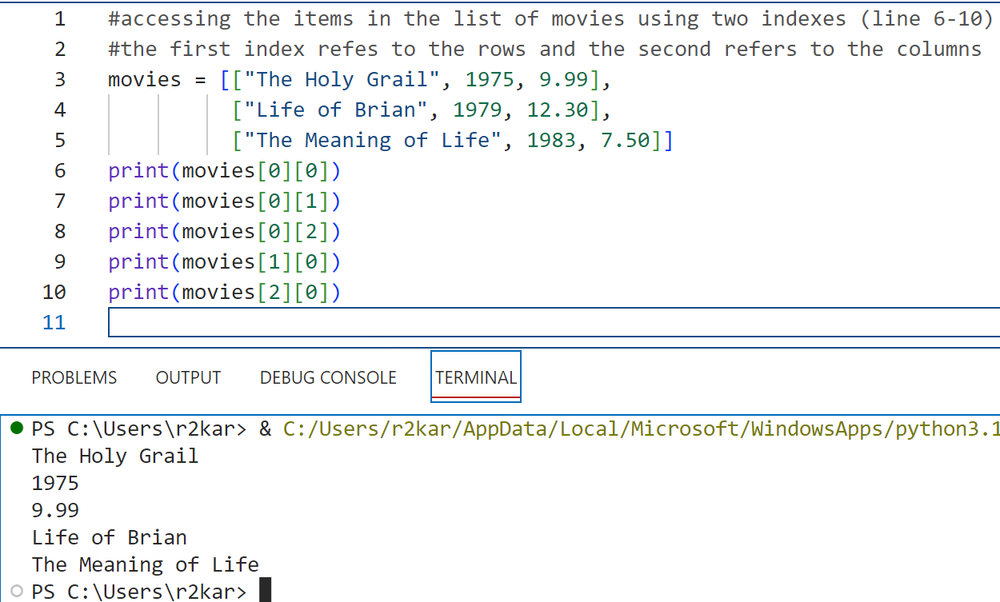 1 #accessing the items in the list of movies using two indexes (line 6-10)
2 #the first index refes to the rows and the second refers to the columns
3 movies = [["The Holy Grail", 1975, 9.99],
4 ["Life of Brian", 1979, 12.30],
5 ["The Meaning of Life", 1983, 7.50]]
6 print(movies[0][0])
7 print(movies[0][1])
8 print(movies[0][2])
9 print(movies[1][0])
10 print(movies[2][0])
11
PROBLEMS OUTPUT DEBUG CONSOLE TERMINAL
PS C:\Users\r2kar> & C:/Users/r2kar/AppData/Local/Microsoft/WindowsApps/python3.1
The Holy Grail
1975
9.99
Life of Brian
The Meaning of Life
PS C:\Users\r2kar>